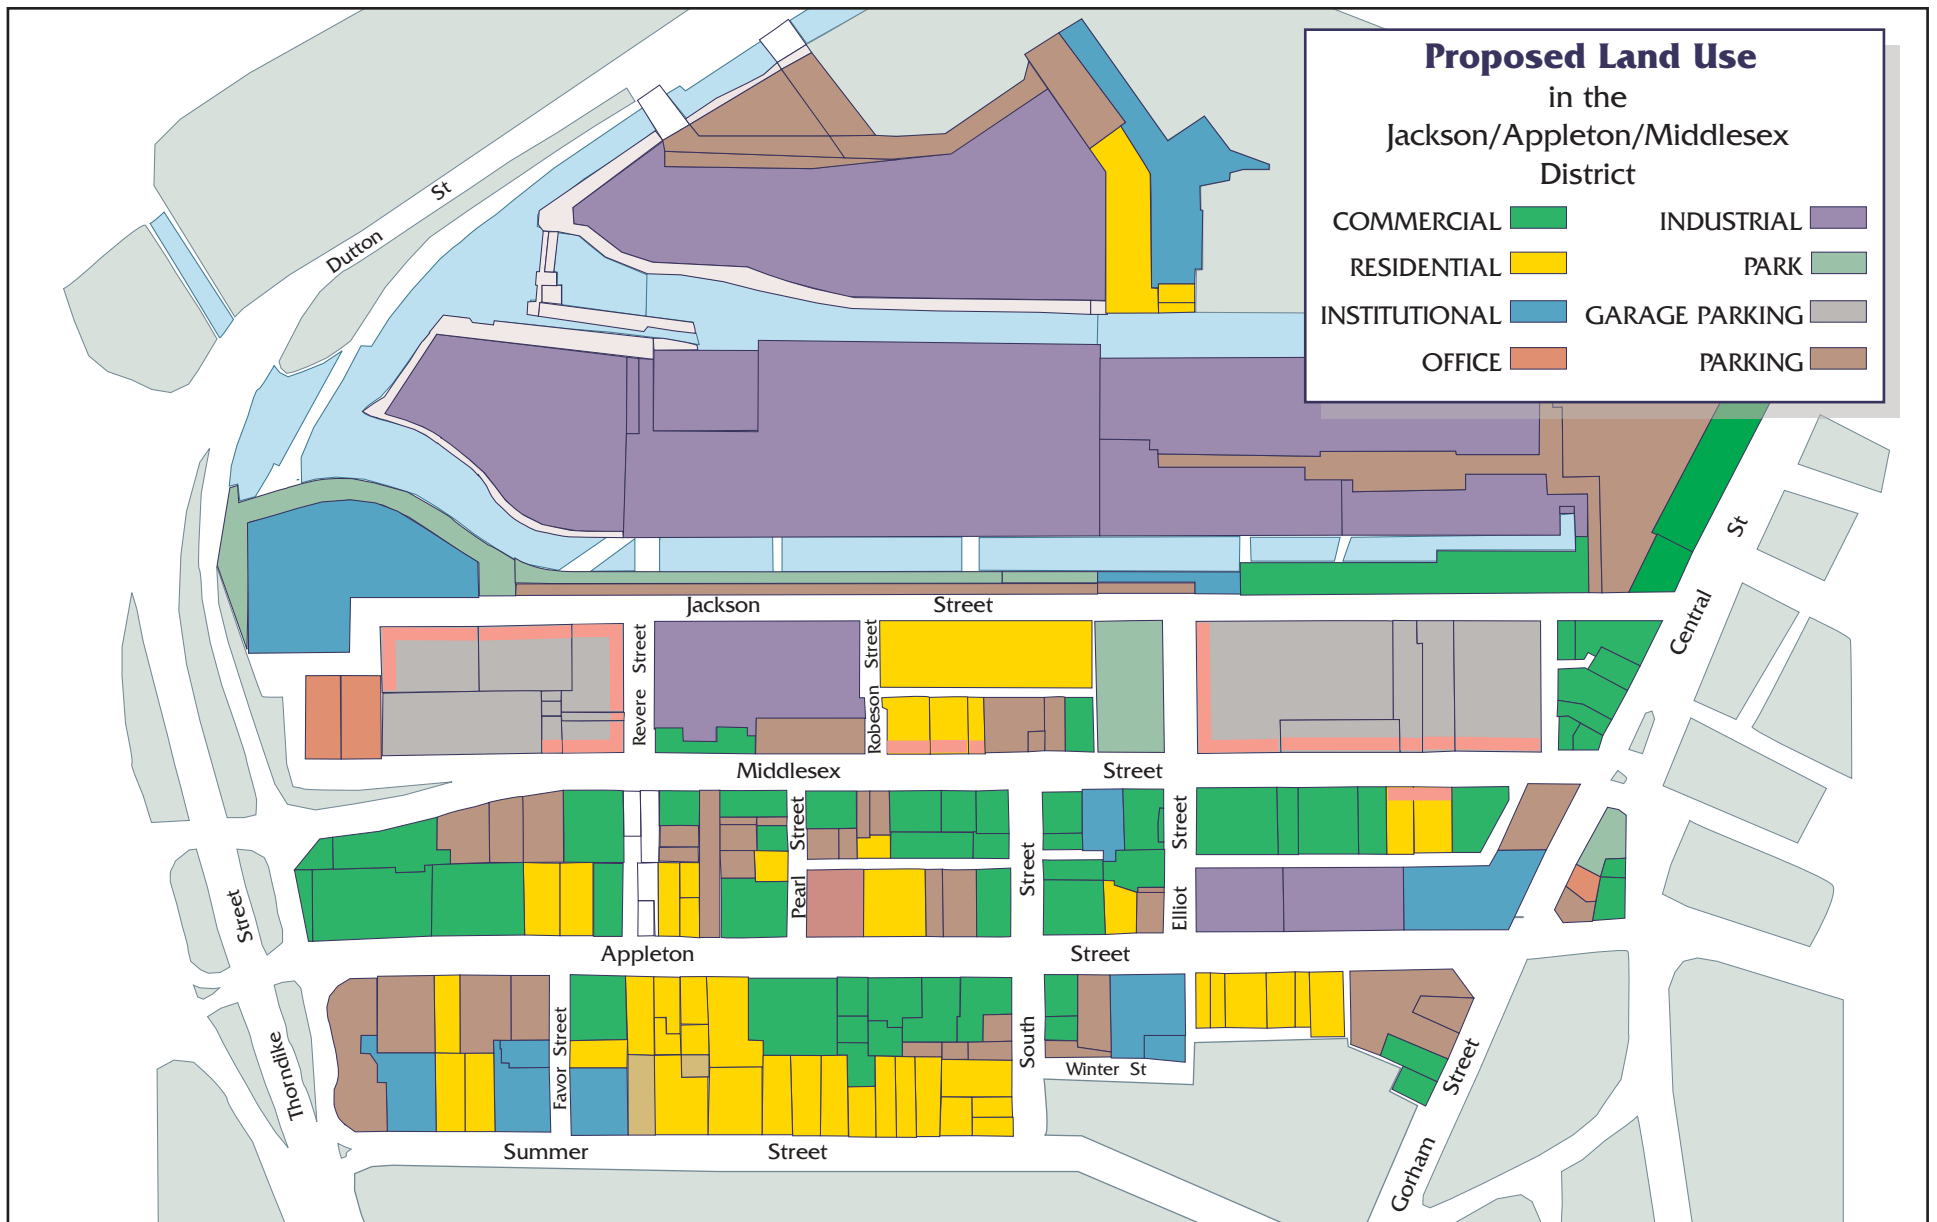 Proposed Land Use
in the
Jackson/Appleton/Middlesex
District
COMMERCIAL
RESIDENTIAL
INSTITUTIONAL
OFFICE
INDUSTRIAL
PARK
GARAGE PARKING
PARKING
Dutton St
Central St
Jackson Street
Revere Street
Robeson Street
Middlesex Street
Pearl Street
Elliot Street
South Street
Appleton Street
Thorndike Street
Favor Street
Winter St
Summer Street
Gorham Street